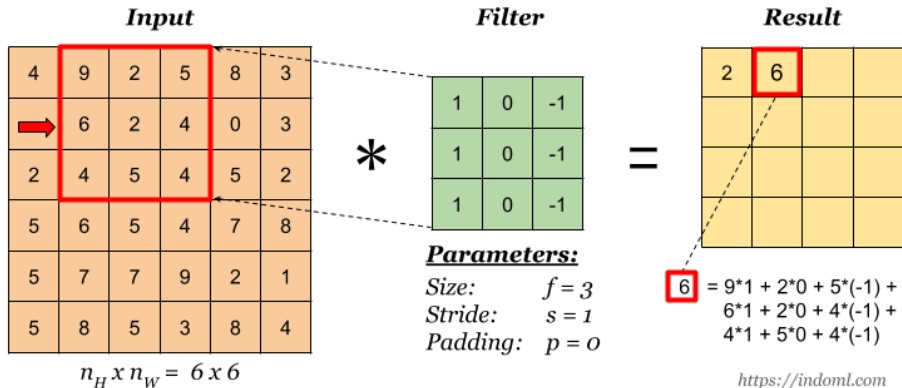 Input
Filter
Result
4 9 2 5 8 3
6 2 4 0 3
2 4 5 4 5 2
5 6 5 4 7 8
5 7 7 9 2 1
5 8 5 3 8 4
n_H x n_W = 6 x 6
*
1 0 -1
1 0 -1
1 0 -1
Parameters:
Size: f = 3
Stride: s = 1
Padding: p = 0
=
2 6
6 = 9*1 + 2*0 + 5*(-1) +
6*1 + 2*0 + 4*(-1) +
4*1 + 5*0 + 4*(-1)
https://indoml.com